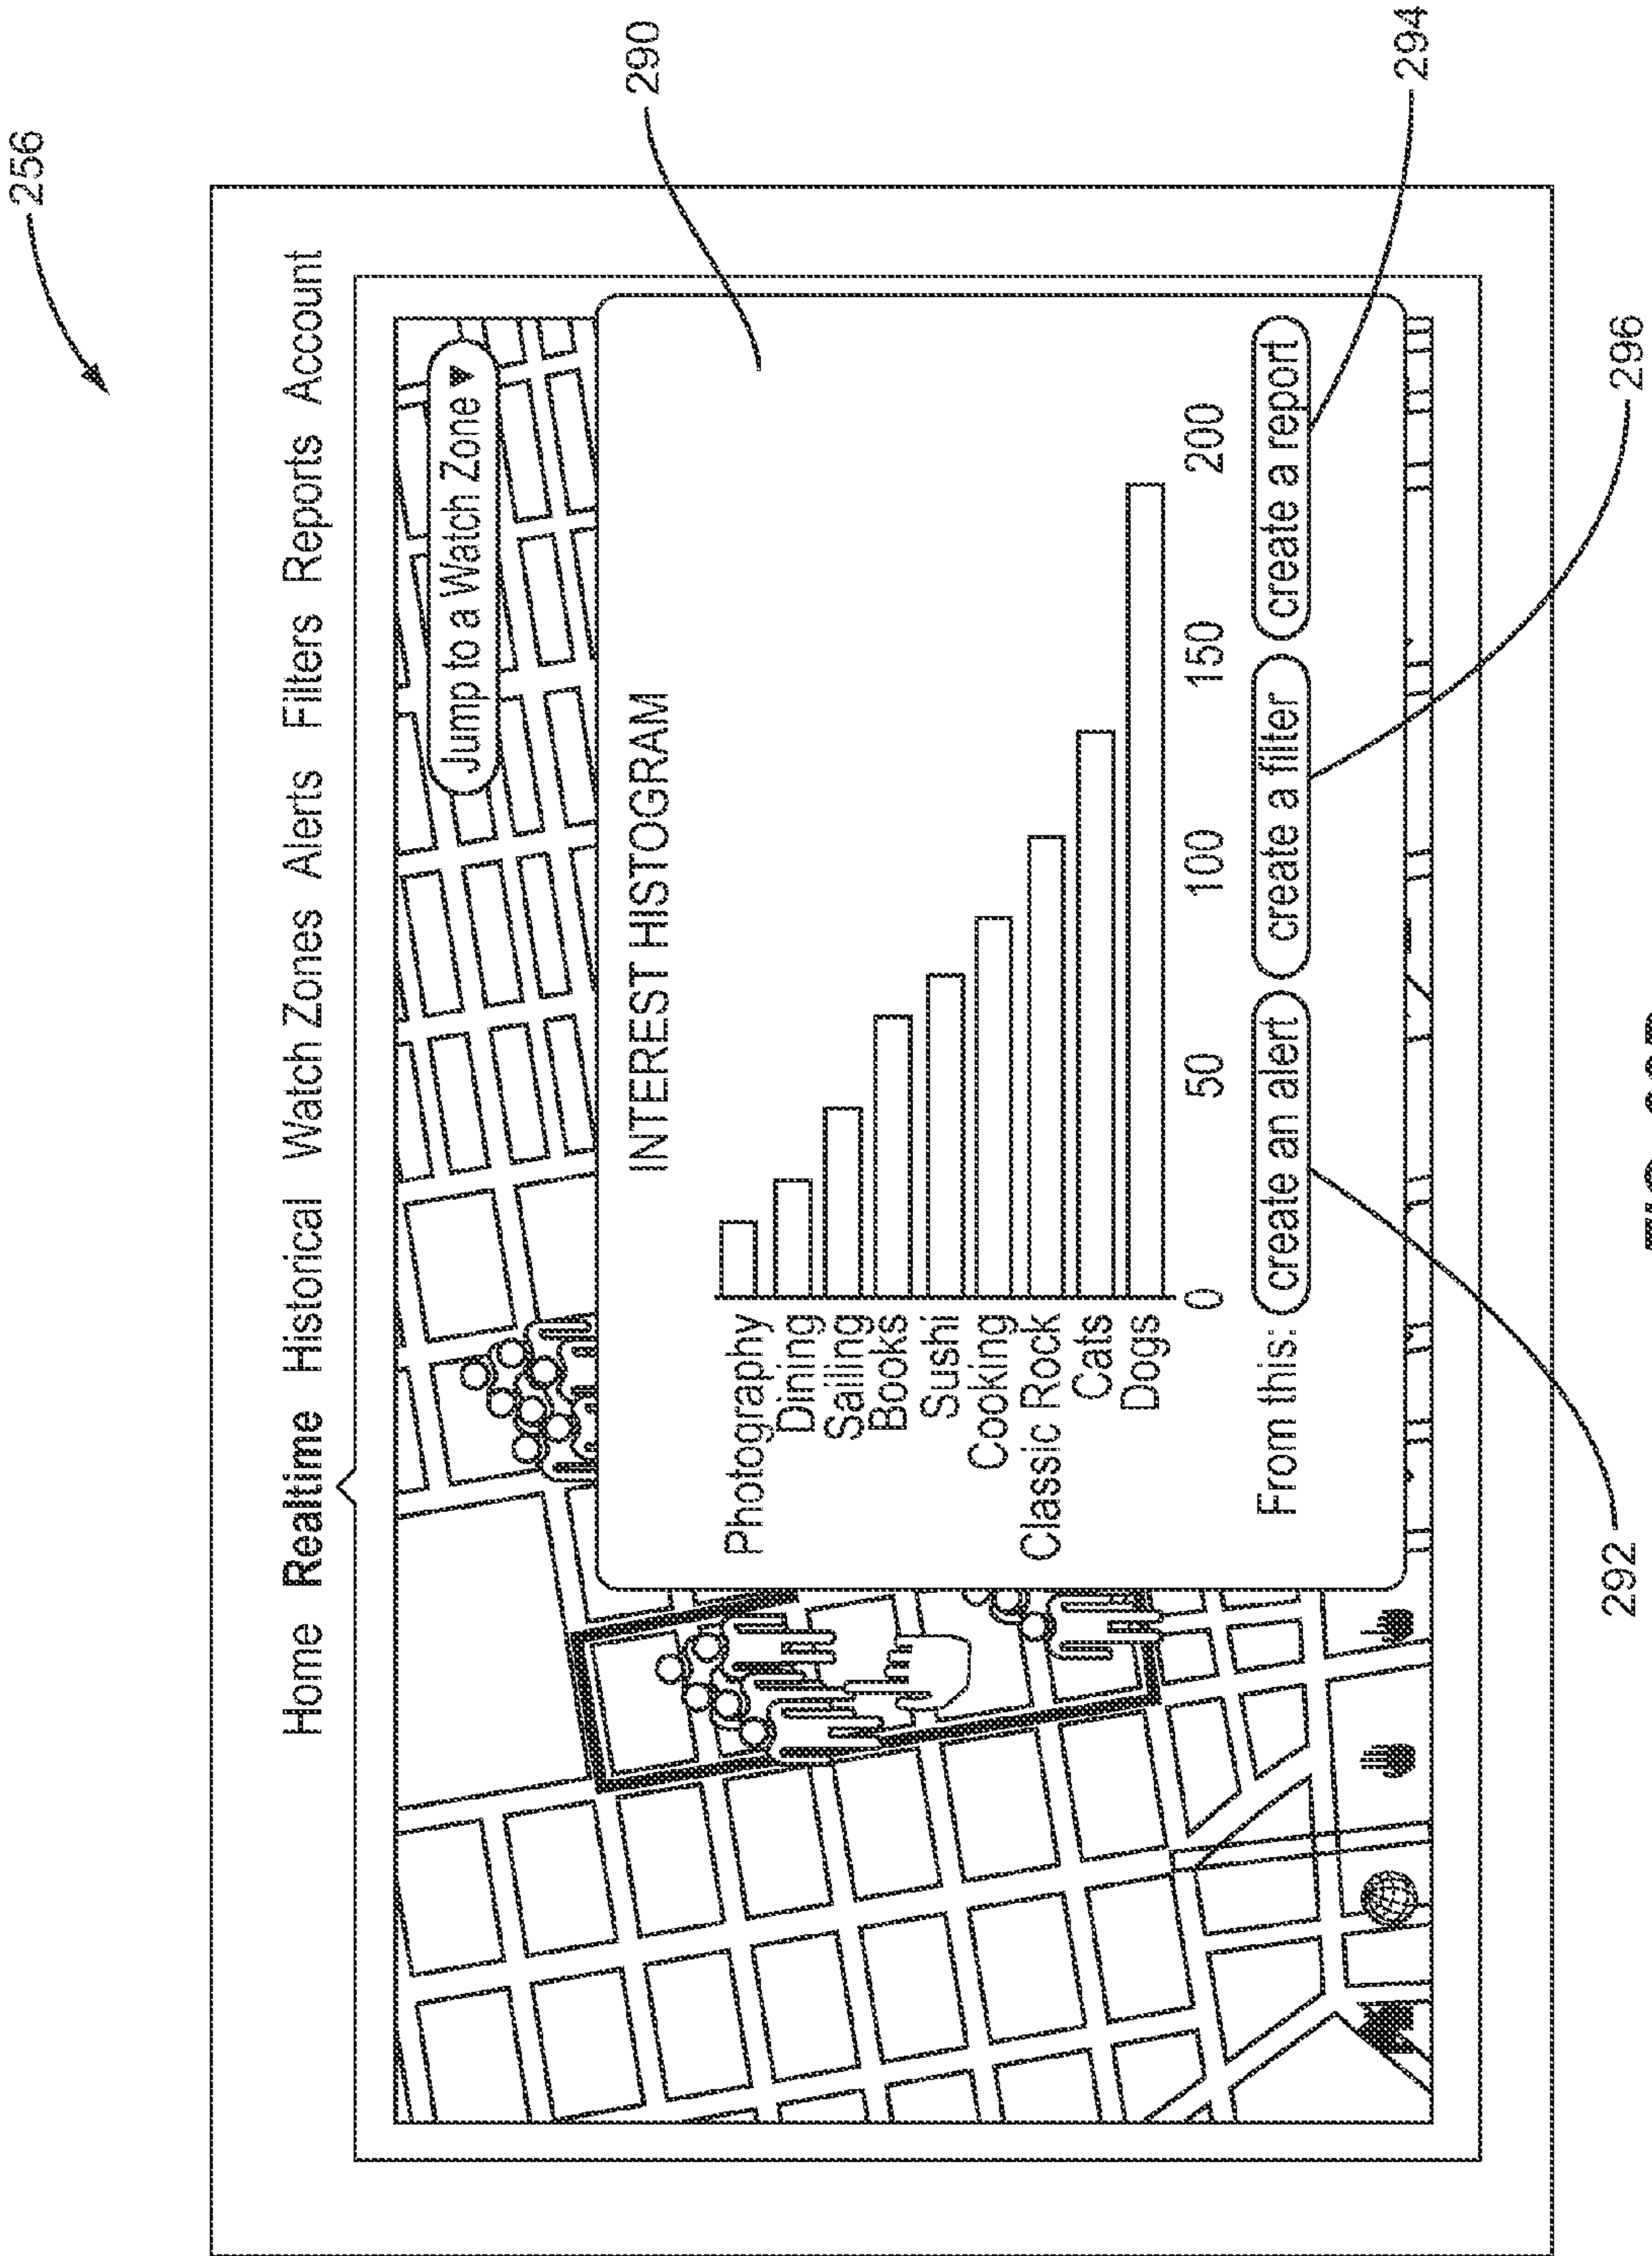 256
Home Realtime Historical Watch Zones Alerts Filters Reports Account
Jump to a Watch Zone
290
INTEREST HISTOGRAM
Photography
Dining
Sailing
Books
Sushi
Cooking
Classic Rock
Cats
Dogs
0 50 100 150 200
From this: create an alert create a filter create a report
292
296
294